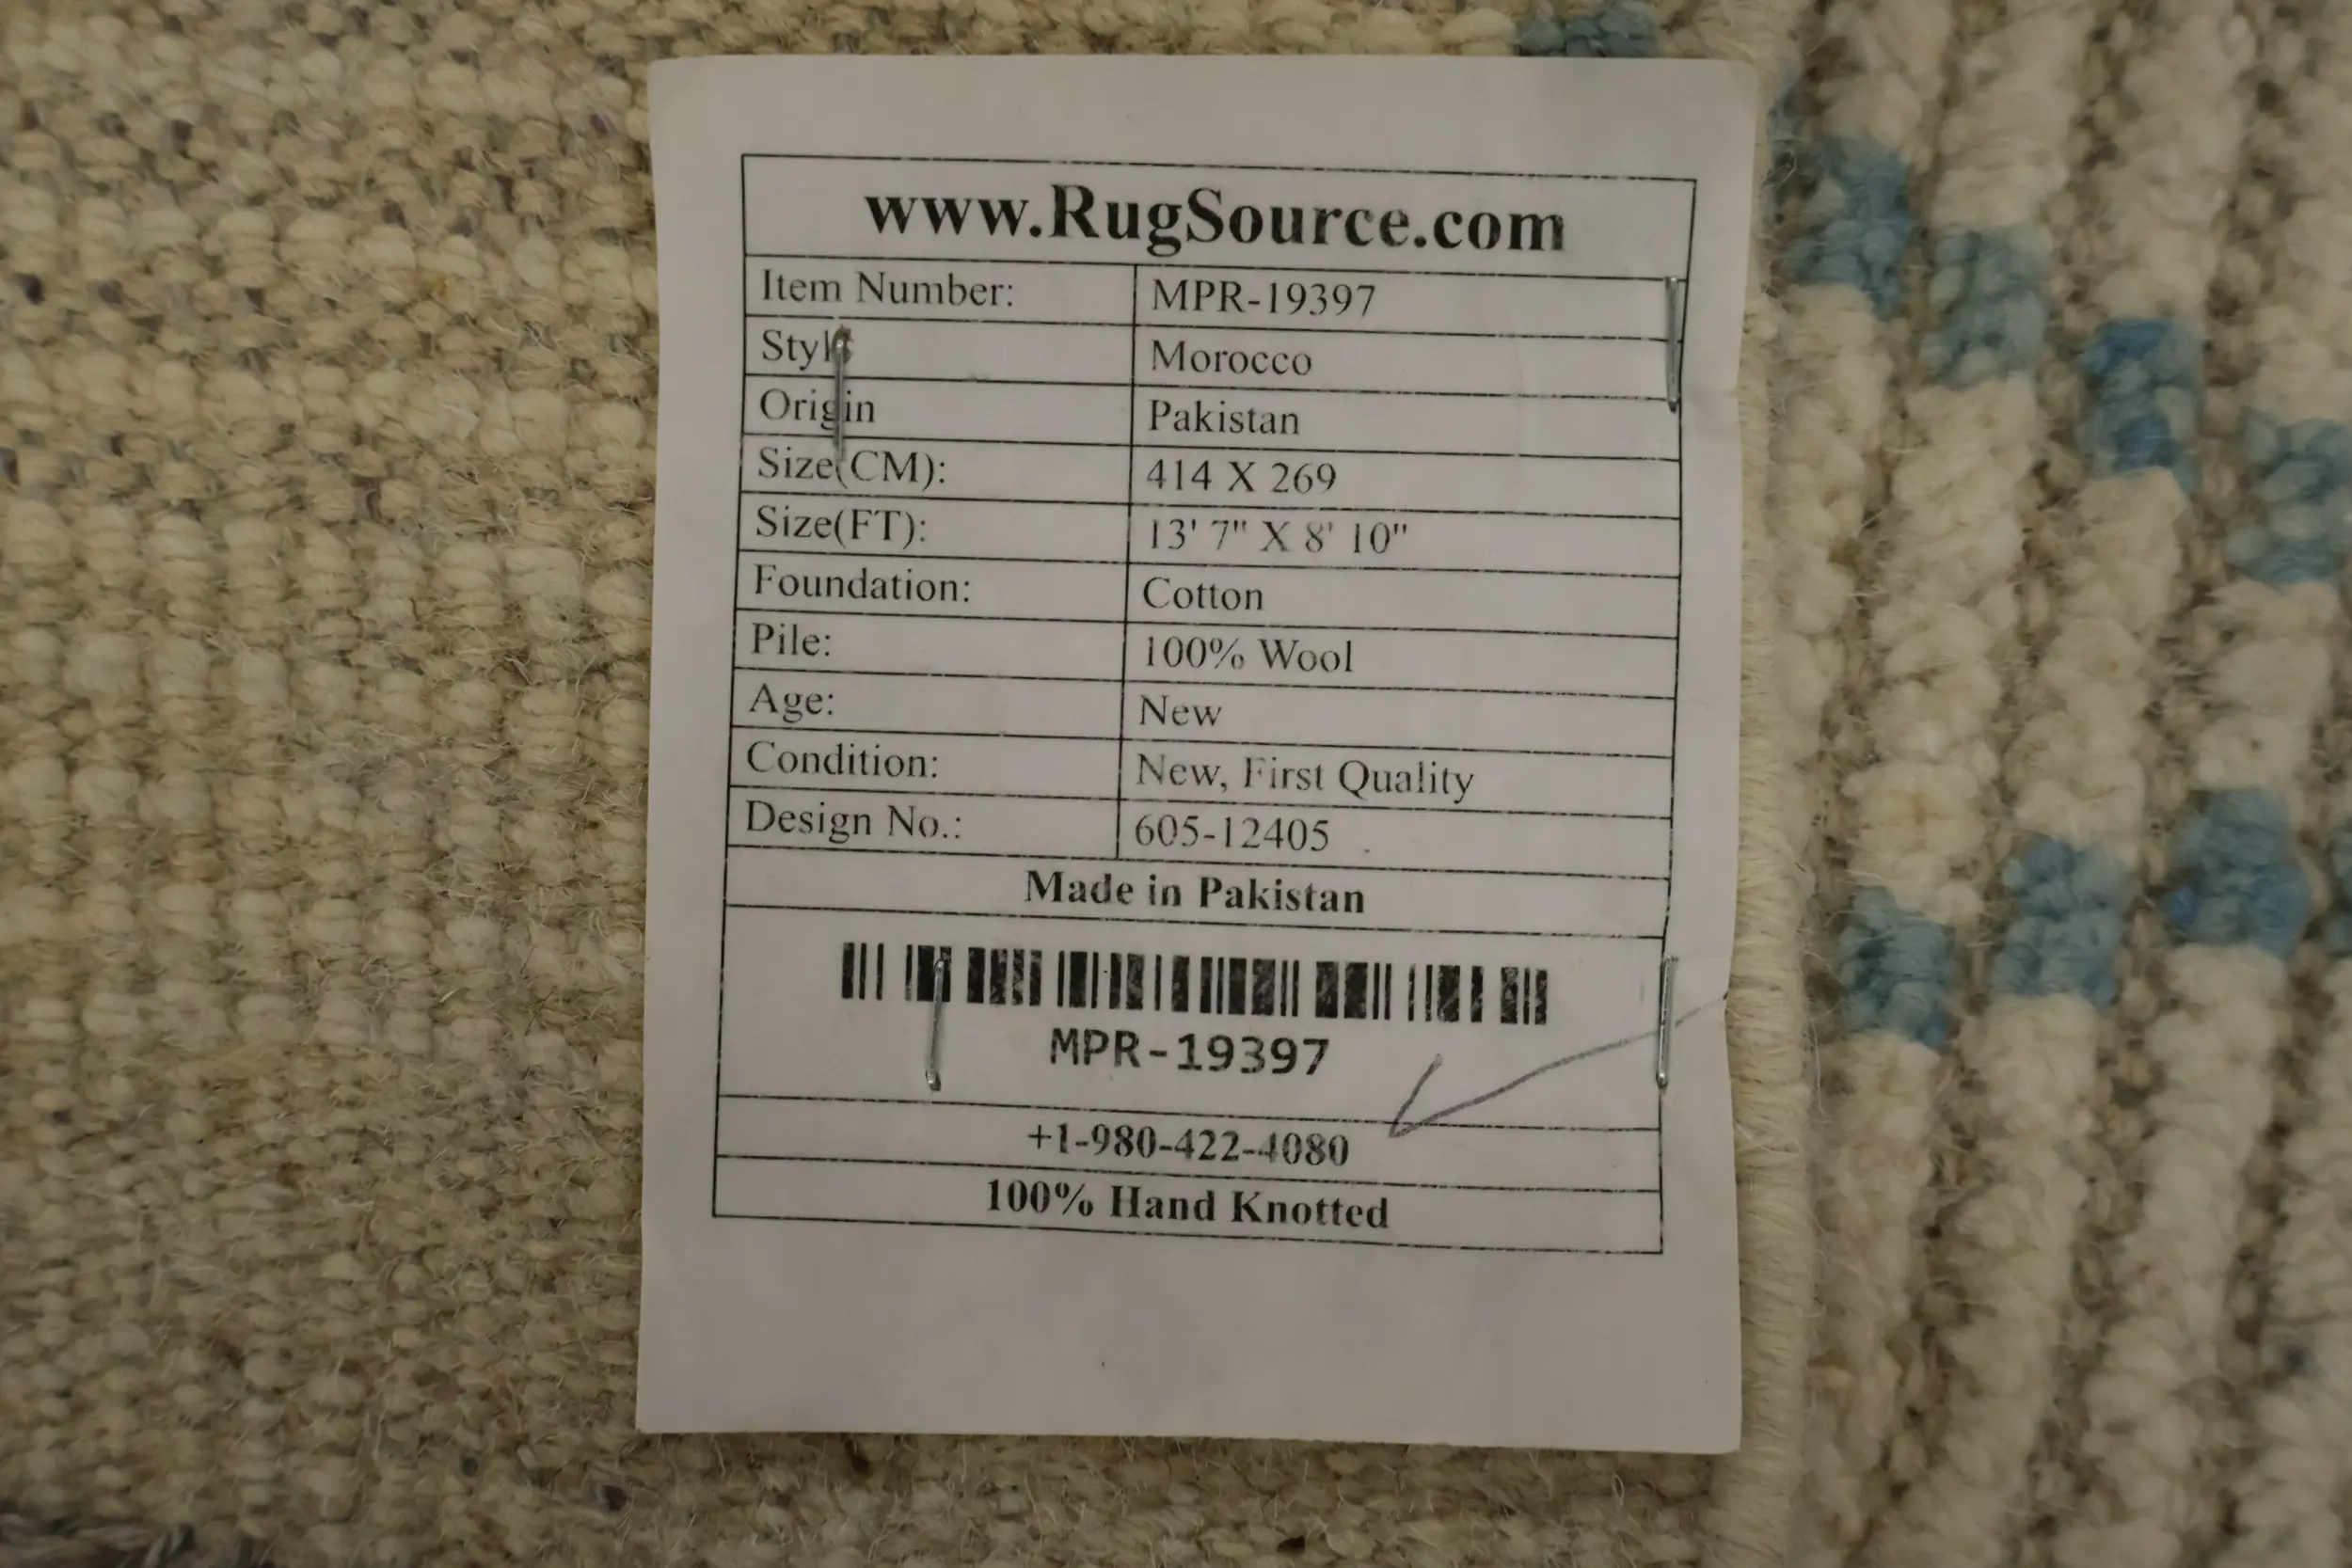 www.RugSource.com
Item Number: MPR-19397
Style Morocco
Origin Pakistan
Size(CM): 414 X 269
Size(FT): 13' 7" X 8' 10"
Foundation: Cotton
Pile: 100% Wool
Age: New
Condition: New, First Quality
Design No.: 605-12405
Made in Pakistan
MPR-19397
+1-980-422-4080
100% Hand Knotted